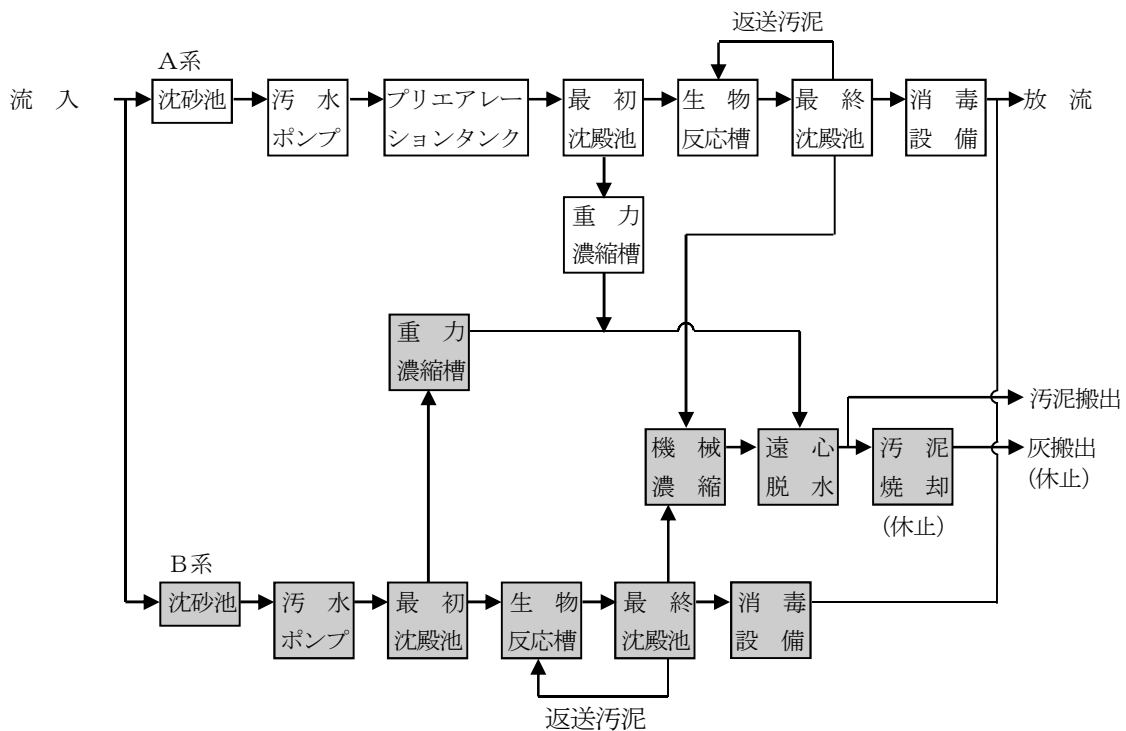 返送汚泥
A系
流 入
沈砂池
汚 水
ポンプ
プリエアレー
ションタンク
最 初
沈殿池
生 物
反応槽
最 終
沈殿池
消 毒
設 備
放 流
重 力
濃縮槽
重 力
濃縮槽
汚泥搬出
機 械
濃 縮
遠 心
脱 水
汚 泥
焼 却
(休止)
灰搬出
(休止)
B系
沈砂池
汚 水
ポンプ
最 初
沈殿池
生 物
反応槽
最 終
沈殿池
消 毒
設 備
返送汚泥